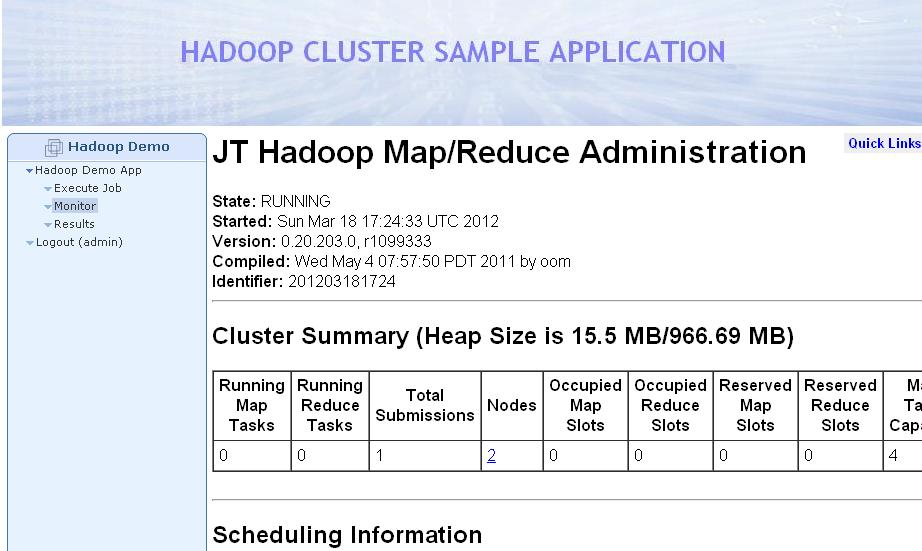 HADOOP CLUSTER SAMPLE APPLICATION
Hadoop Demo
Hadoop Demo App
Execute Job
Monitor
Results
Logout (admin)
JT Hadoop Map/Reduce Administration
Quick Links
State: RUNNING
Started: Sun Mar 18 17:24:33 UTC 2012
Version: 0.20.203.0, r1099333
Compiled: Wed May 4 07:57:50 PDT 2011 by oom
Identifier: 201203181724
Cluster Summary (Heap Size is 15.5 MB/966.69 MB)
Running Map Tasks Running Reduce Tasks Total Submissions Nodes Occupied Map Slots Occupied Reduce Slots Reserved Map Slots Reserved Reduce Slots
0 0 1 2 0 0 0 0 4
Scheduling Information